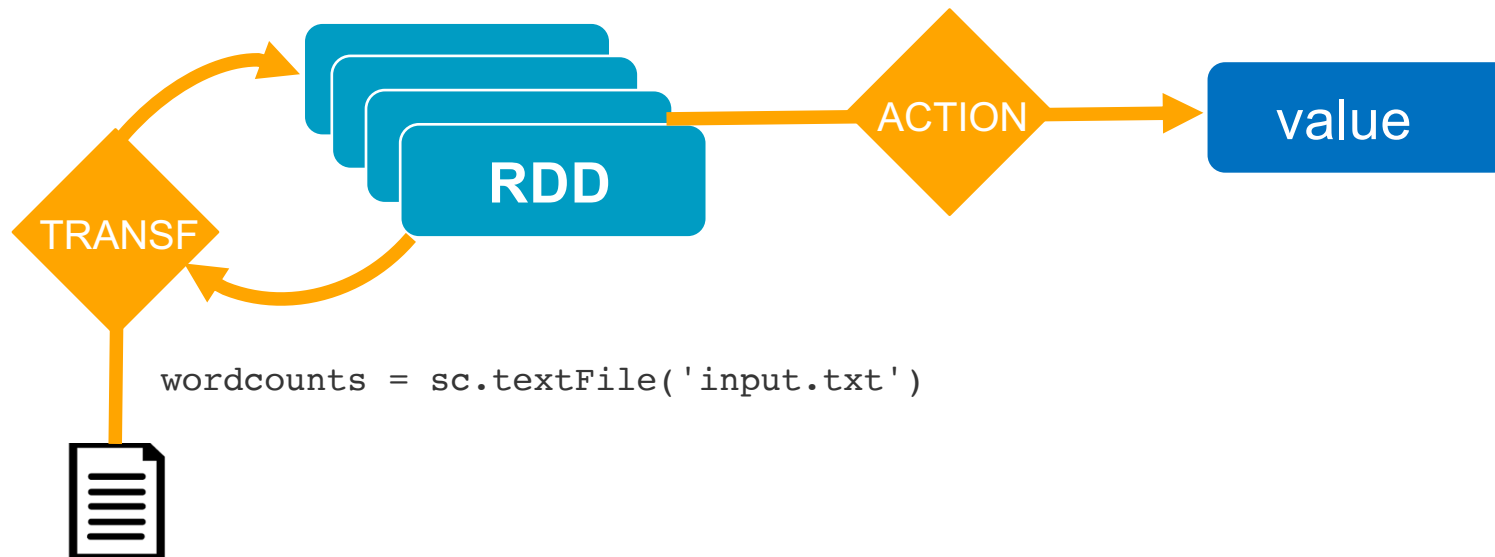 ACTION
value
RDD
TRANSF
wordcounts = sc.textFile('input.txt')